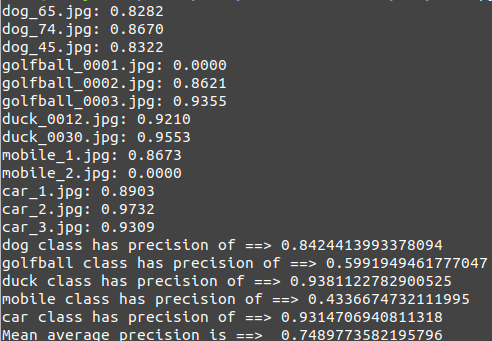 dog_65.jpg: 0.8282
dog_74.jpg: 0.8670
dog_45.jpg: 0.8322
golfball_0001.jpg: 0.0000
golfball_0002.jpg: 0.8621
golfball_0003.jpg: 0.9355
duck_0012.jpg: 0.9210
duck_0030.jpg: 0.9553
mobile_1.jpg: 0.8673
mobile_2.jpg: 0.0000
car_1.jpg: 0.8903
car_2.jpg: 0.9732
car_3.jpg: 0.9309
dog class has precision of ==> 0.8424413993378094
golfball class has precision of ==> 0.5991949461777047
duck class has precision of ==> 0.9381122782900525
mobile class has precision of ==> 0.4336674732111995
car class has precision of ==> 0.9314706940811318
Mean average precision is ==>  0.7489773582195796